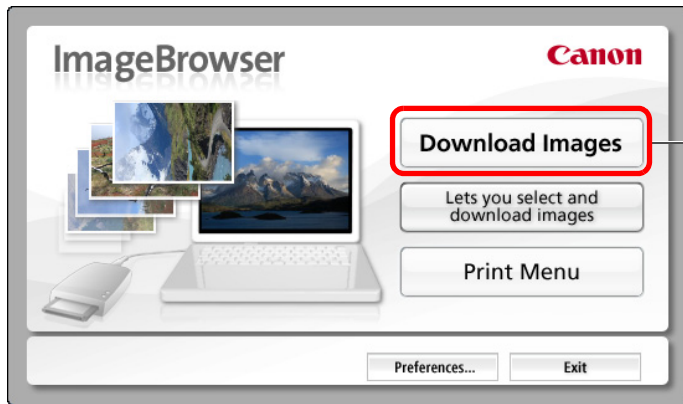 ImageBrowser
Canon
Download Images
Lets you select and
download images
Print Menu
Preferences...
Exit